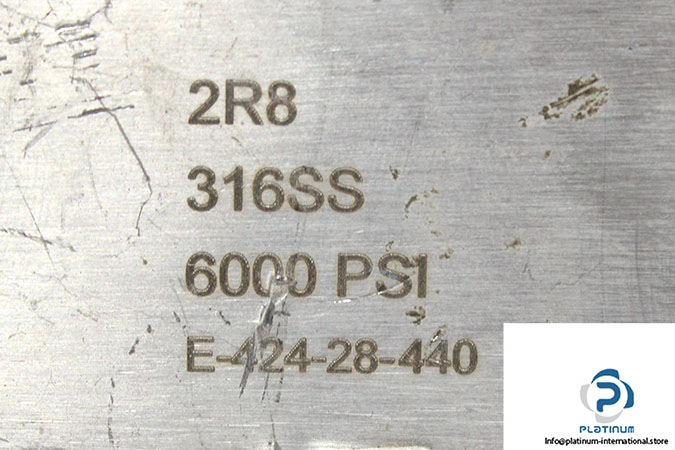 2R8
316SS
6000 PSI
E-424-28-440
PLATINUM
Info@platinum-international.store